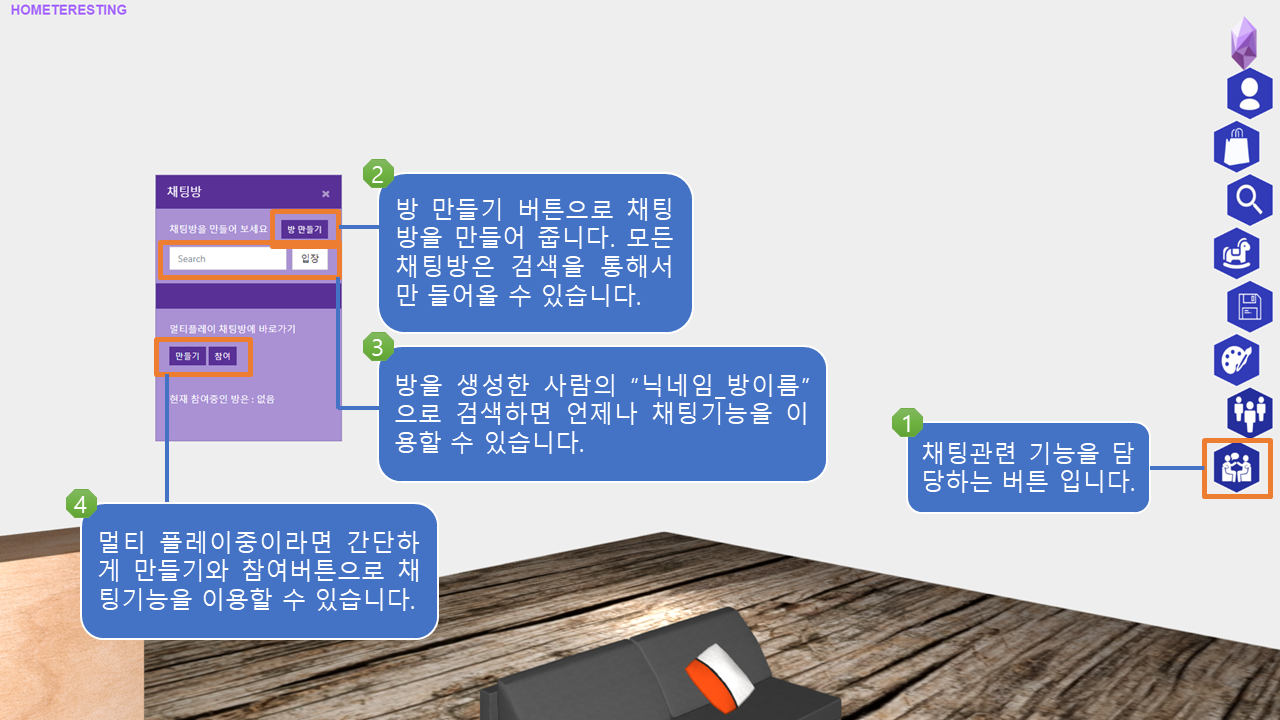 HOMETERESTING
채팅방
×
채팅방을 만들어 보세요
방 만들기
Search
입장
멀티플레이 채팅방에 바로가기
만들기
참여
현재 참여중인 방은 : 없음
1
채팅관련 기능을 담
당하는 버튼 입니다.
2
방 만들기 버튼으로 채팅
방을 만들어 줍니다. 모든
채팅방은 검색을 통해서
만 들어올 수 있습니다.
3
방을 생성한 사람의 “닉네임_방이름”
으로 검색하면 언제나 채팅기능을 이
용할 수 있습니다.
4
멀티 플레이중이라면 간단하
게 만들기와 참여버튼으로 채
팅기능을 이용할 수 있습니다.